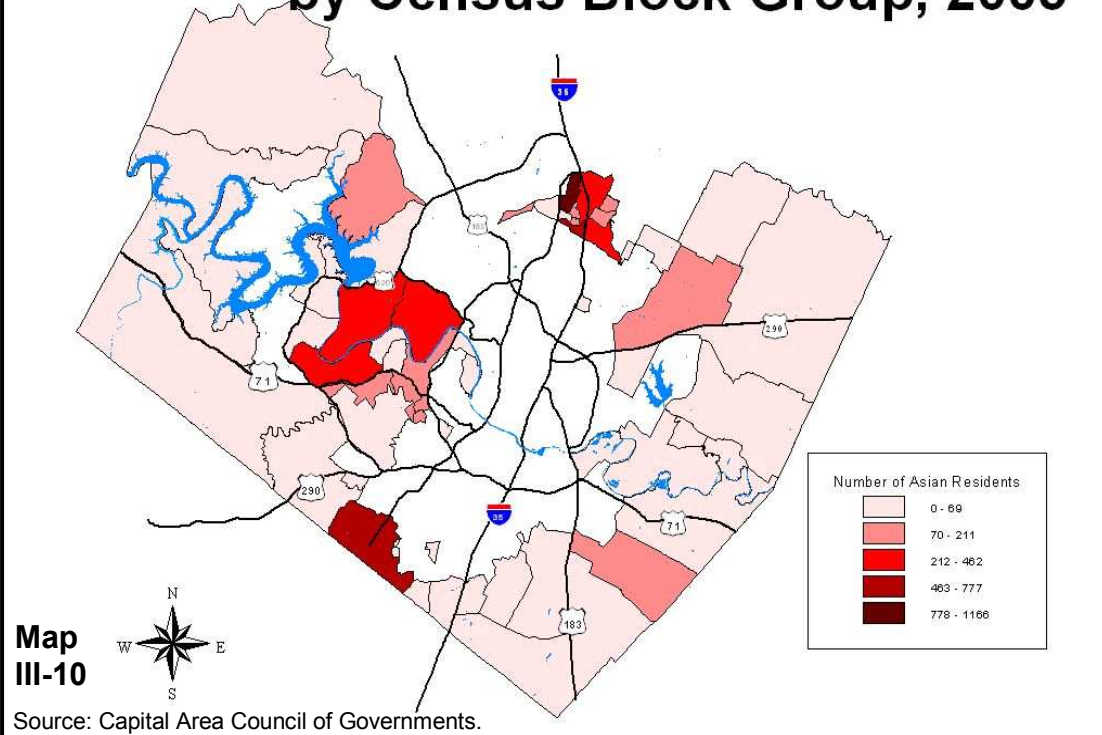 by Census Block Group, 2000
35
183
620
290
71
290
35
71
183
Number of Asian Residents
0 - 69
70 - 211
212 - 462
463 - 777
778 - 1166
N
W
E
S
Map
III-10
Source: Capital Area Council of Governments.